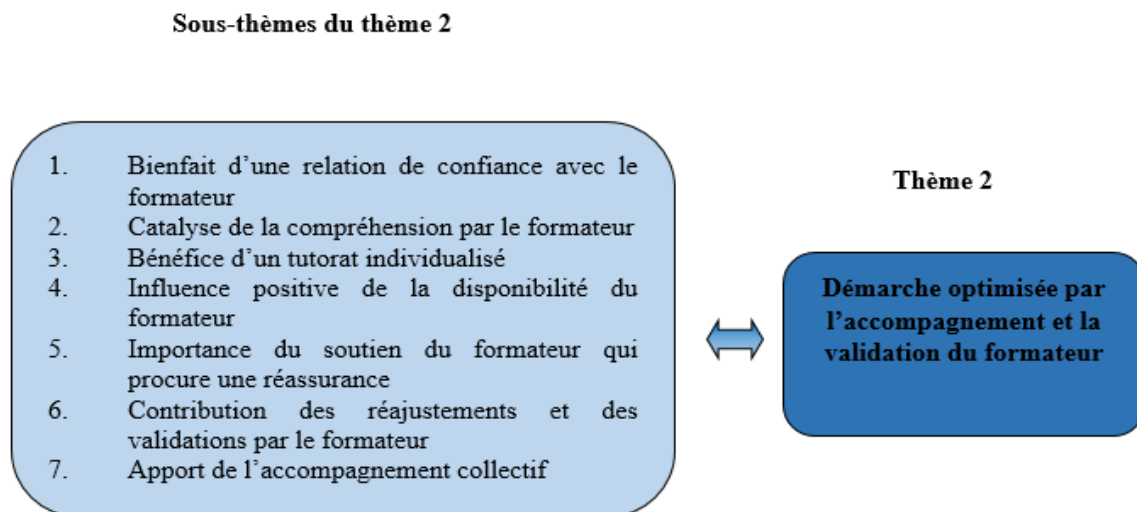 Sous-thèmes du thème 2
1. Bienfait d’une relation de confiance avec le
formateur
2. Catalyse de la compréhension par le formateur
3. Bénéfice d’un tutorat individualisé
4. Influence positive de la disponibilité du
formateur
5. Importance du soutien du formateur qui
procure une réassurance
6. Contribution des réajustements et des
validations par le formateur
7. Apport de l’accompagnement collectif
Thème 2
Démarche optimisée par
l’accompagnement et la
validation du formateur